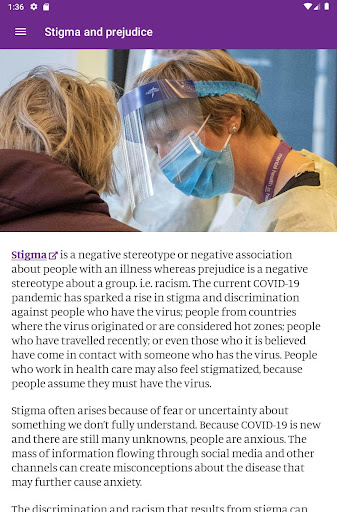 1:36
Stigma and prejudice
Stigma is a negative stereotype or negative association
about people with an illness whereas prejudice is a negative
stereotype about a group. i.e. racism. The current COVID-19
pandemic has sparked a rise in stigma and discrimination
against people who have the virus; people from countries
where the virus originated or are considered hot zones; people
who have travelled recently; or even those who it is believed
have come in contact with someone who has the virus. People
who work in health care may also feel stigmatized, because
people assume they must have the virus.
Stigma often arises because of fear or uncertainty about
something we don't fully understand. Because COVID-19 is new
and there are still many unknowns, people are anxious. The
mass of information flowing through social media and other
channels can create misconceptions about the disease that
may further cause anxiety.
The discrimination and racism that results from stigma can